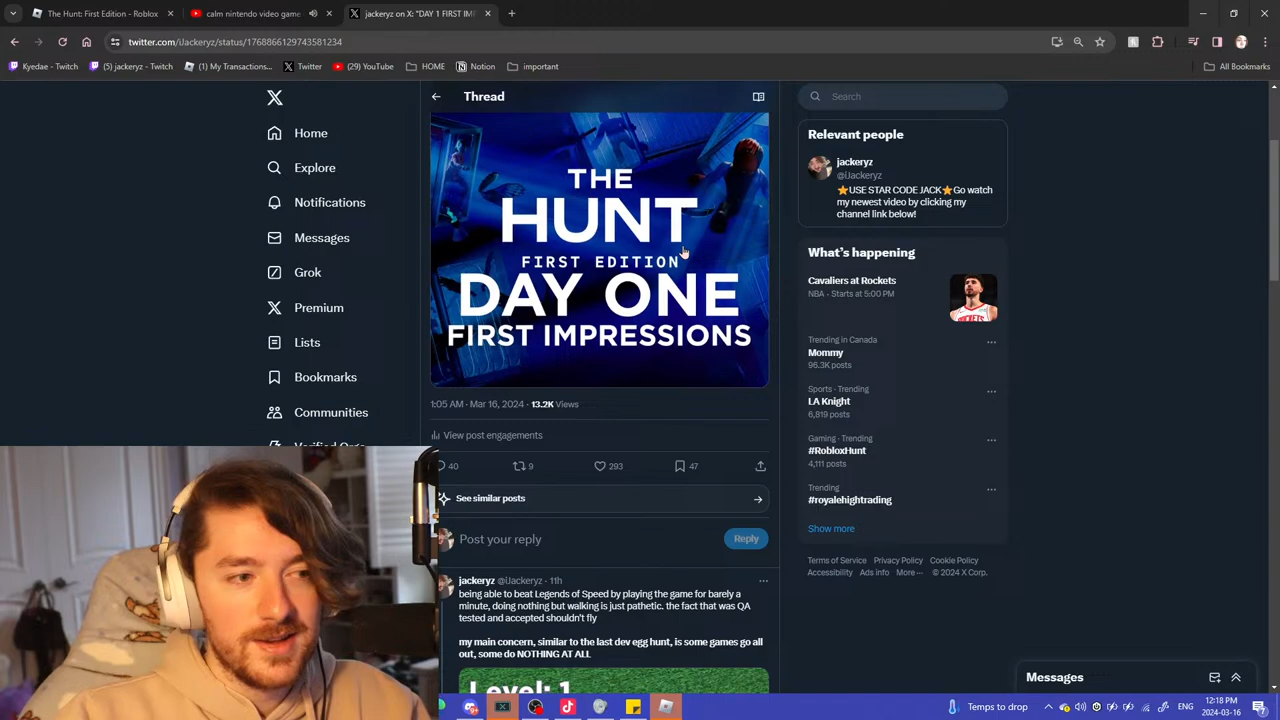 The Hunt: First Edition - Roblox
calm nintendo video game
jackeryz on X: "DAY 1 FIRST IM
twitter.com/iJackeryz/status/1768866129743581234
Kyedae - Twitch
(5) jackeryz - Twitch
(1) My Transactions...
Twitter
(29) YouTube
HOME
Notion
important
All Bookmarks
Home
Explore
Notifications
Messages
Grok
Premium
Lists
Bookmarks
Communities
Thread
THE
HUNT
FIRST EDITION
DAY ONE
FIRST IMPRESSIONS
1:05 AM · Mar 16, 2024 · 13.2K Views
View post engagements
40
9
293
47
See similar posts
Post your reply
Reply
jackeryz @iJackeryz · 11h
being able to beat Legends of Speed by playing the game for barely a
minute, doing nothing but walking is just pathetic. the fact that was QA
tested and accepted shouldn't fly
my main concern, similar to the last dev egg hunt, is some games go all
out, some do NOTHING AT ALL
Level: 1
Search
Relevant people
jackeryz
@iJackeryz
⭐USE STAR CODE JACK⭐Go watch
my newest video by clicking my
channel link below!
What's happening
Cavaliers at Rockets
NBA · Starts at 5:00 PM
ROCKETS
Trending in Canada
Mommy
96.3K posts
Sports · Trending
LA Knight
6,819 posts
Gaming · Trending
#RobloxHunt
4,111 posts
Trending
#royalehightrading
Show more
Terms of Service Privacy Policy Cookie Policy
Accessibility Ads info More ··· © 2024 X Corp.
Messages
Temps to drop
12:18 PM
2024-03-16